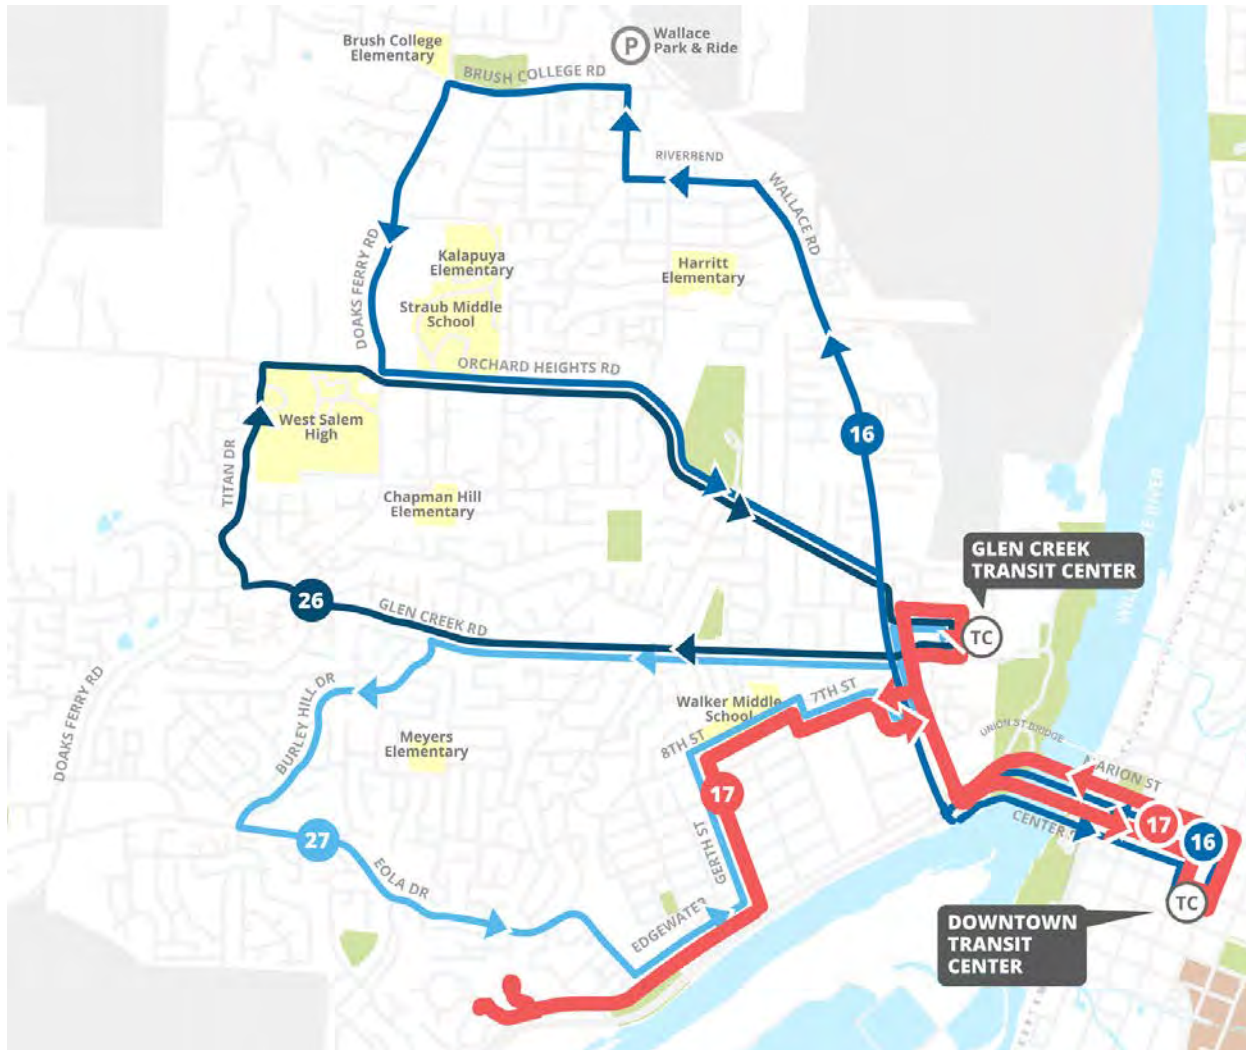 Brush College
Elementary
P
Wallace
Park & Ride
BRUSH COLLEGE RD
RIVERBEND
WALLACE RD
DOAKS FERRY RD
Kalapuya
Elementary
Harritt
Elementary
Straub Middle
School
ORCHARD HEIGHTS RD
West Salem
High
16
TITAN DR
Chapman Hill
Elementary
GLEN CREEK
TRANSIT CENTER
26
GLEN CREEK RD
TC
DOAKS FERRY RD
BURLEY HILL DR
Walker Middle
School
7TH ST
8TH ST
Meyers
Elementary
UNION ST BRIDGE
MARION ST
17
GERTH ST
CENTER
17
16
27
EOLA DR
EDGEWATER
TC
DOWNTOWN
TRANSIT
CENTER